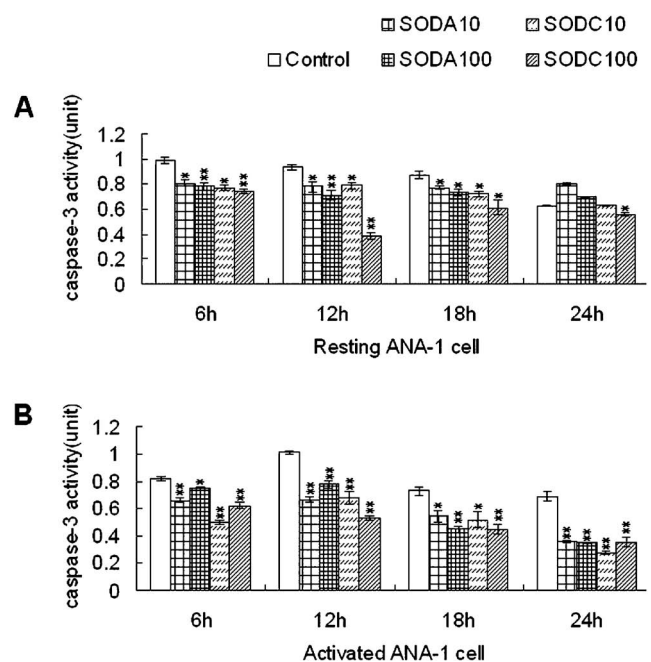 SODA10 SODC10
Control SODA100 SODC100
A
caspase-3 activity(unit)
1.2
1
0.8
0.6
0.4
0.2
0
* ** * ** * ** * ** * * * * *
6h 12h 18h 24h
Resting ANA-1 cell
B
caspase-3 activity(unit)
1.2
1
0.8
0.6
0.4
0.2
0
** * ** ** ** ** ** ** * ** * ** ** ** ** **
6h 12h 18h 24h
Activated ANA-1 cell